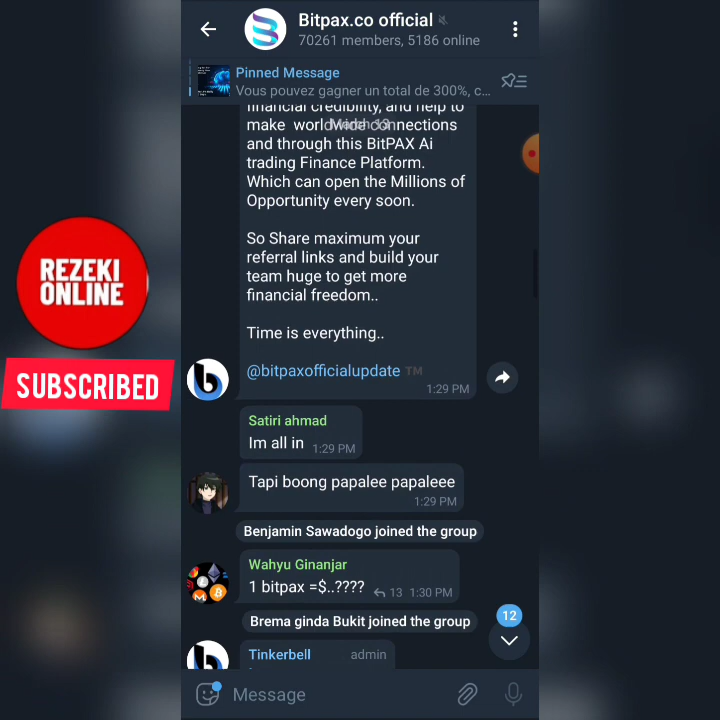 Bitpax.co official
70261 members, 5186 online
Pinned Message
Vous pouvez gagner un total de 300%, c...
financial credibility, and help to
March 13
make world wide connections
and through this BitPAX Ai
trading Finance Platform.
Which can open the Millions of
Opportunity every soon.
So Share maximum your
referral links and build your
team huge to get more
financial freedom..
Time is everything..
@bitpaxofficialupdate TM
1:29 PM
REZEKI
ONLINE
SUBSCRIBED
Satiri ahmad
Im all in 1:29 PM
Tapi boong papalee papaleee
1:29 PM
Benjamin Sawadogo joined the group
Wahyu Ginanjar
1 bitpax =$..???? 13 1:30 PM
Brema ginda Bukit joined the group
12
Tinkerbell admin
Message